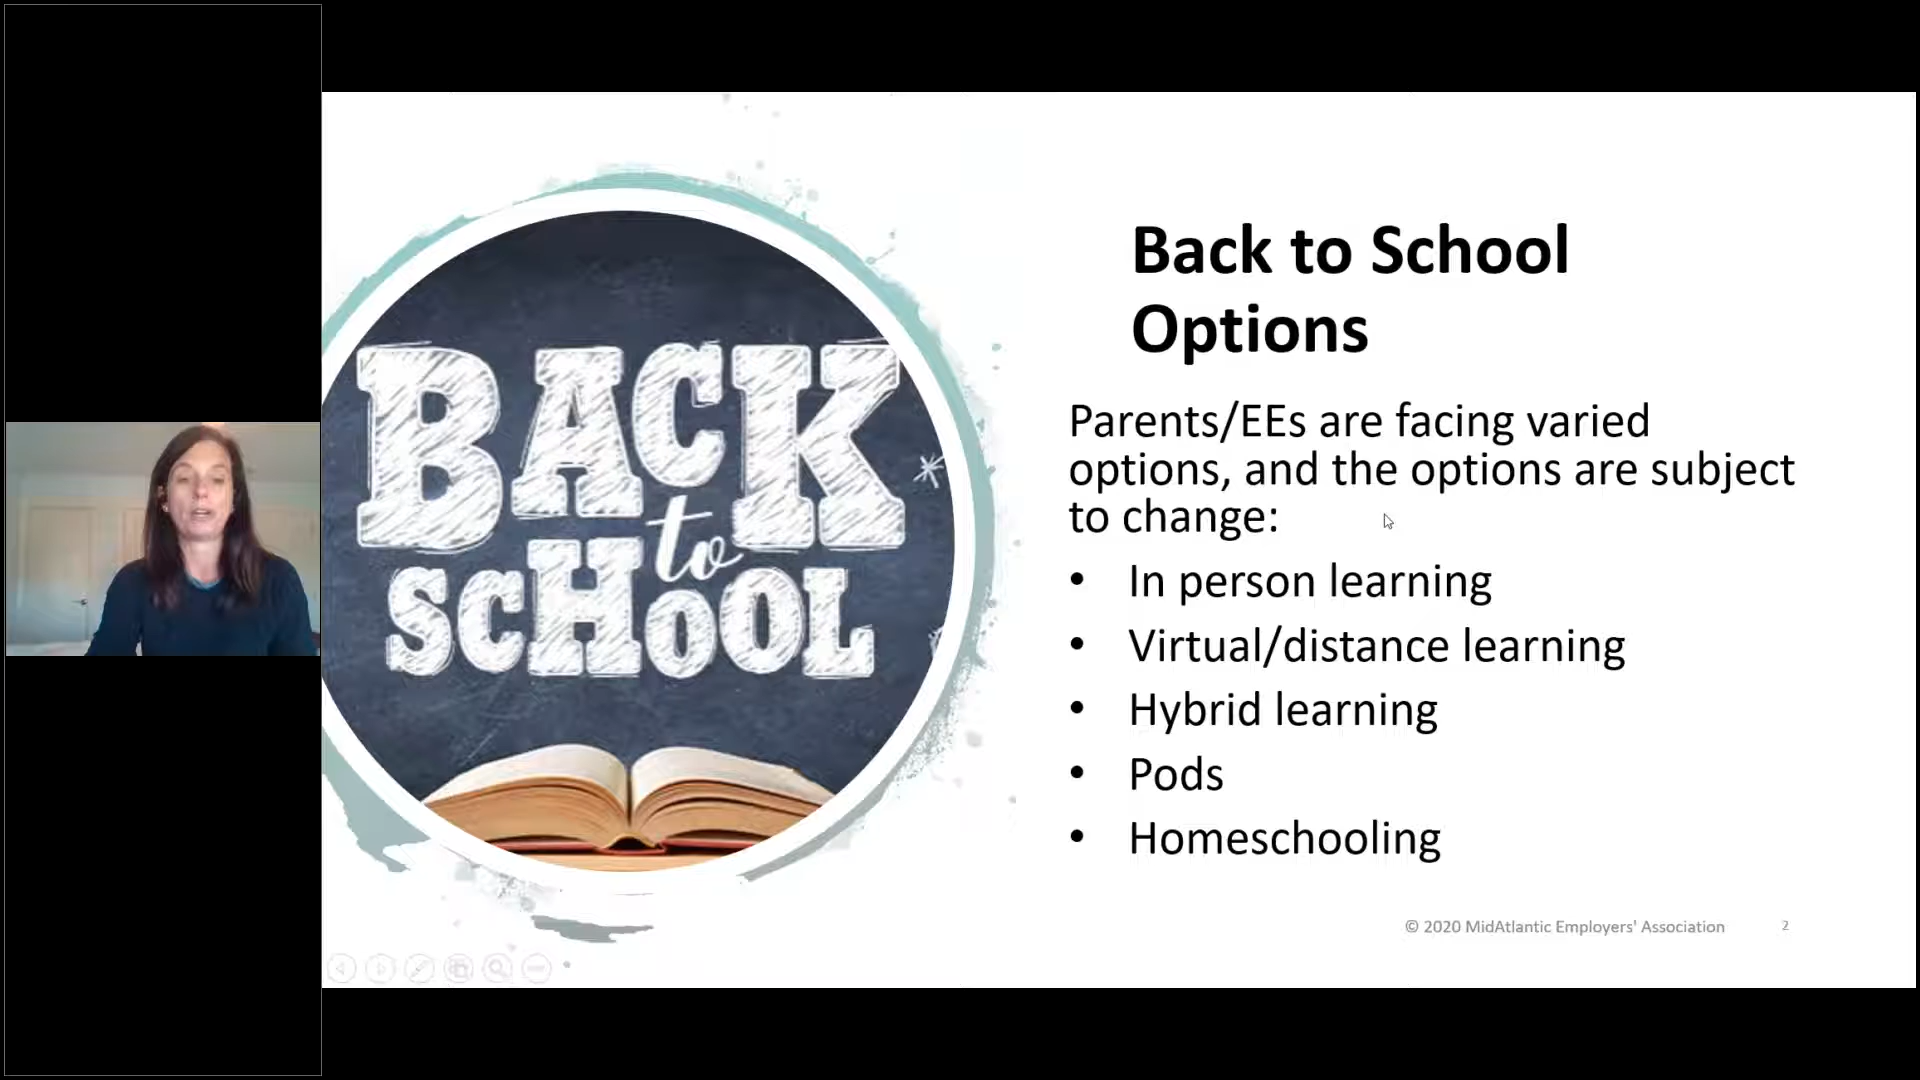 BACK
to
SCHOOL
Back to School
Options
Parents/EEs are facing varied
options, and the options are subject
to change:
• In person learning
• Virtual/distance learning
• Hybrid learning
• Pods
• Homeschooling
© 2020 MidAtlantic Employers' Association 2